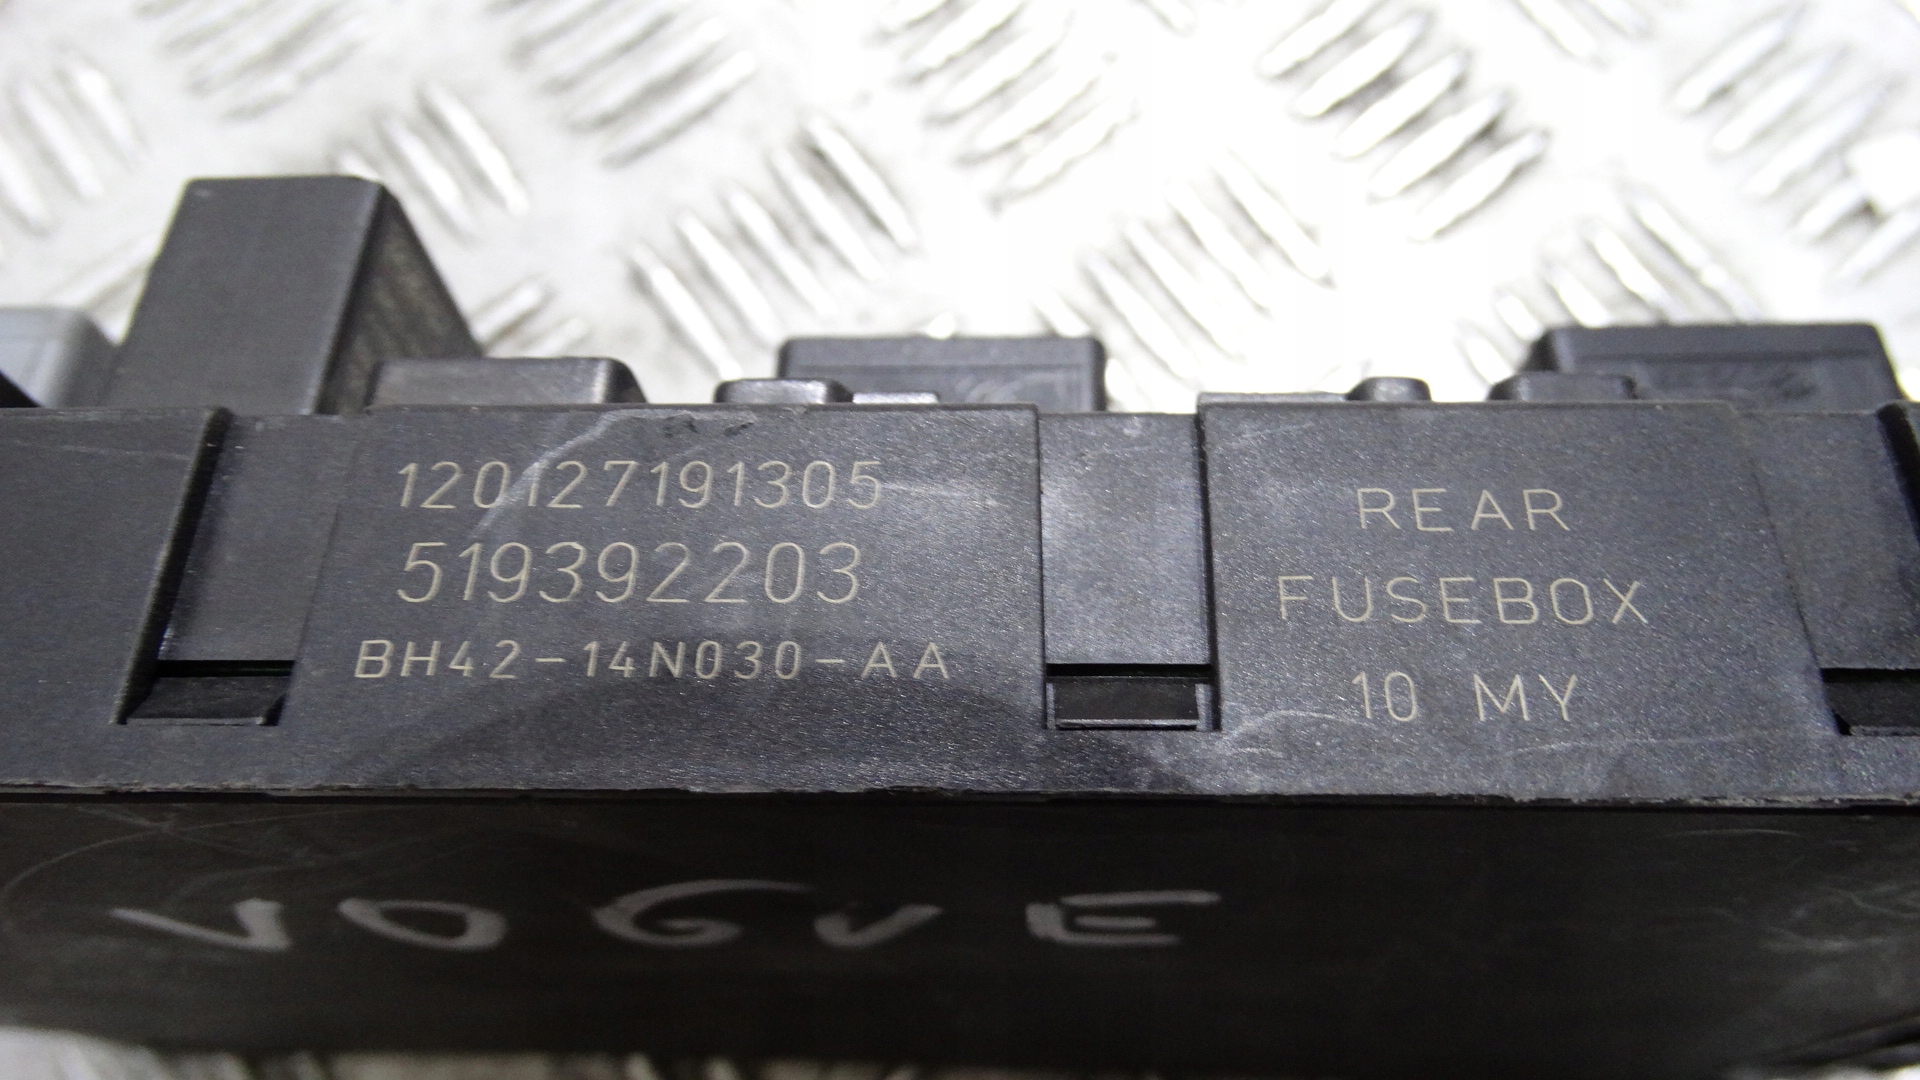 120127191305
519392203
BH42-14N030-AA
REAR
FUSEBOX
10 MY
VOGUE